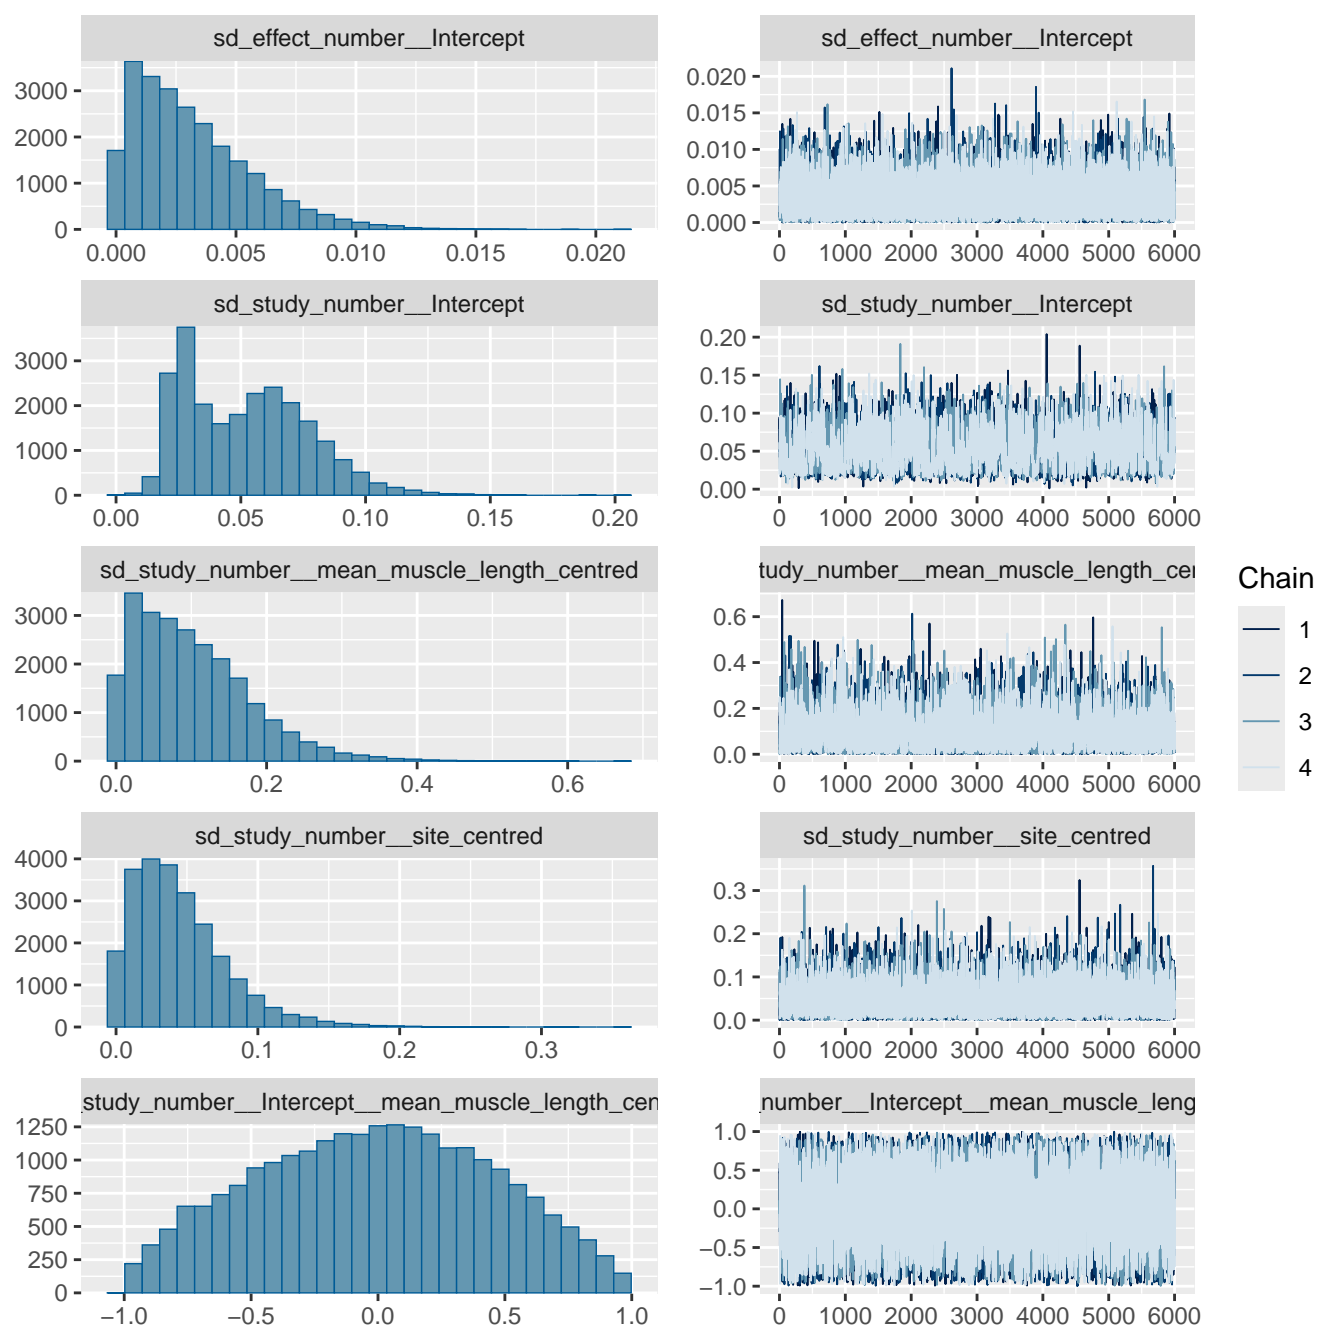 sd_effect_number__Intercept
3000
2000
1000
0
0.000 0.005 0.010 0.015 0.020
sd_effect_number__Intercept
0.020
0.015
0.010
0.005
0.000
0 1000 2000 3000 4000 5000 6000
sd_study_number__Intercept
3000
2000
1000
0
0.00 0.05 0.10 0.15 0.20
sd_study_number__Intercept
0.20
0.15
0.10
0.05
0.00
0 1000 2000 3000 4000 5000 6000
sd_study_number__mean_muscle_length_centred
3000
2000
1000
0
0.0 0.2 0.4 0.6
tudy_number__mean_muscle_length_cen
0.6
0.4
0.2
0.0
0 1000 2000 3000 4000 5000 6000
sd_study_number__site_centred
4000
3000
2000
1000
0
0.0 0.1 0.2 0.3
sd_study_number__site_centred
0.3
0.2
0.1
0.0
0 1000 2000 3000 4000 5000 6000
_study_number__Intercept__mean_muscle_length_cen
1250
1000
750
500
250
0
−1.0 −0.5 0.0 0.5 1.0
_number__Intercept__mean_muscle_leng
1.0
0.5
0.0
−0.5
−1.0
0 1000 2000 3000 4000 5000 6000
Chain
1
2
3
4